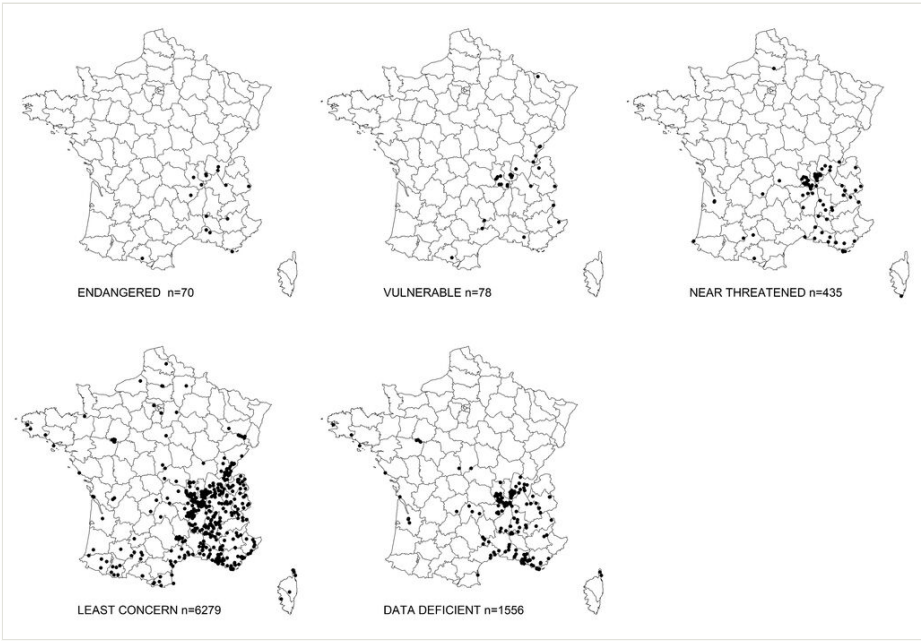 ENDANGERED n=70
VULNERABLE n=78
NEAR THREATENED n=435
LEAST CONCERN n=6279
DATA DEFICIENT n=1556